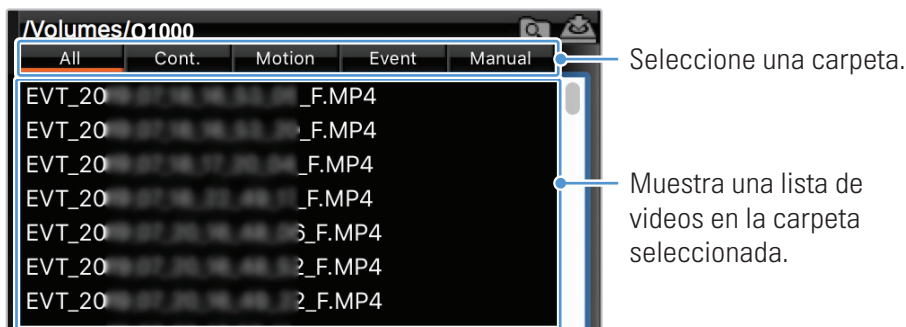 /Volumes/O1000
All Cont. Motion Event Manual
Seleccione una carpeta.
EVT_20 _F.MP4
EVT_20 _F.MP4
EVT_20 _F.MP4
EVT_20 _F.MP4
EVT_20 _F.MP4
EVT_20 2_F.MP4
EVT_20 2_F.MP4
Muestra una lista de
videos en la carpeta
seleccionada.